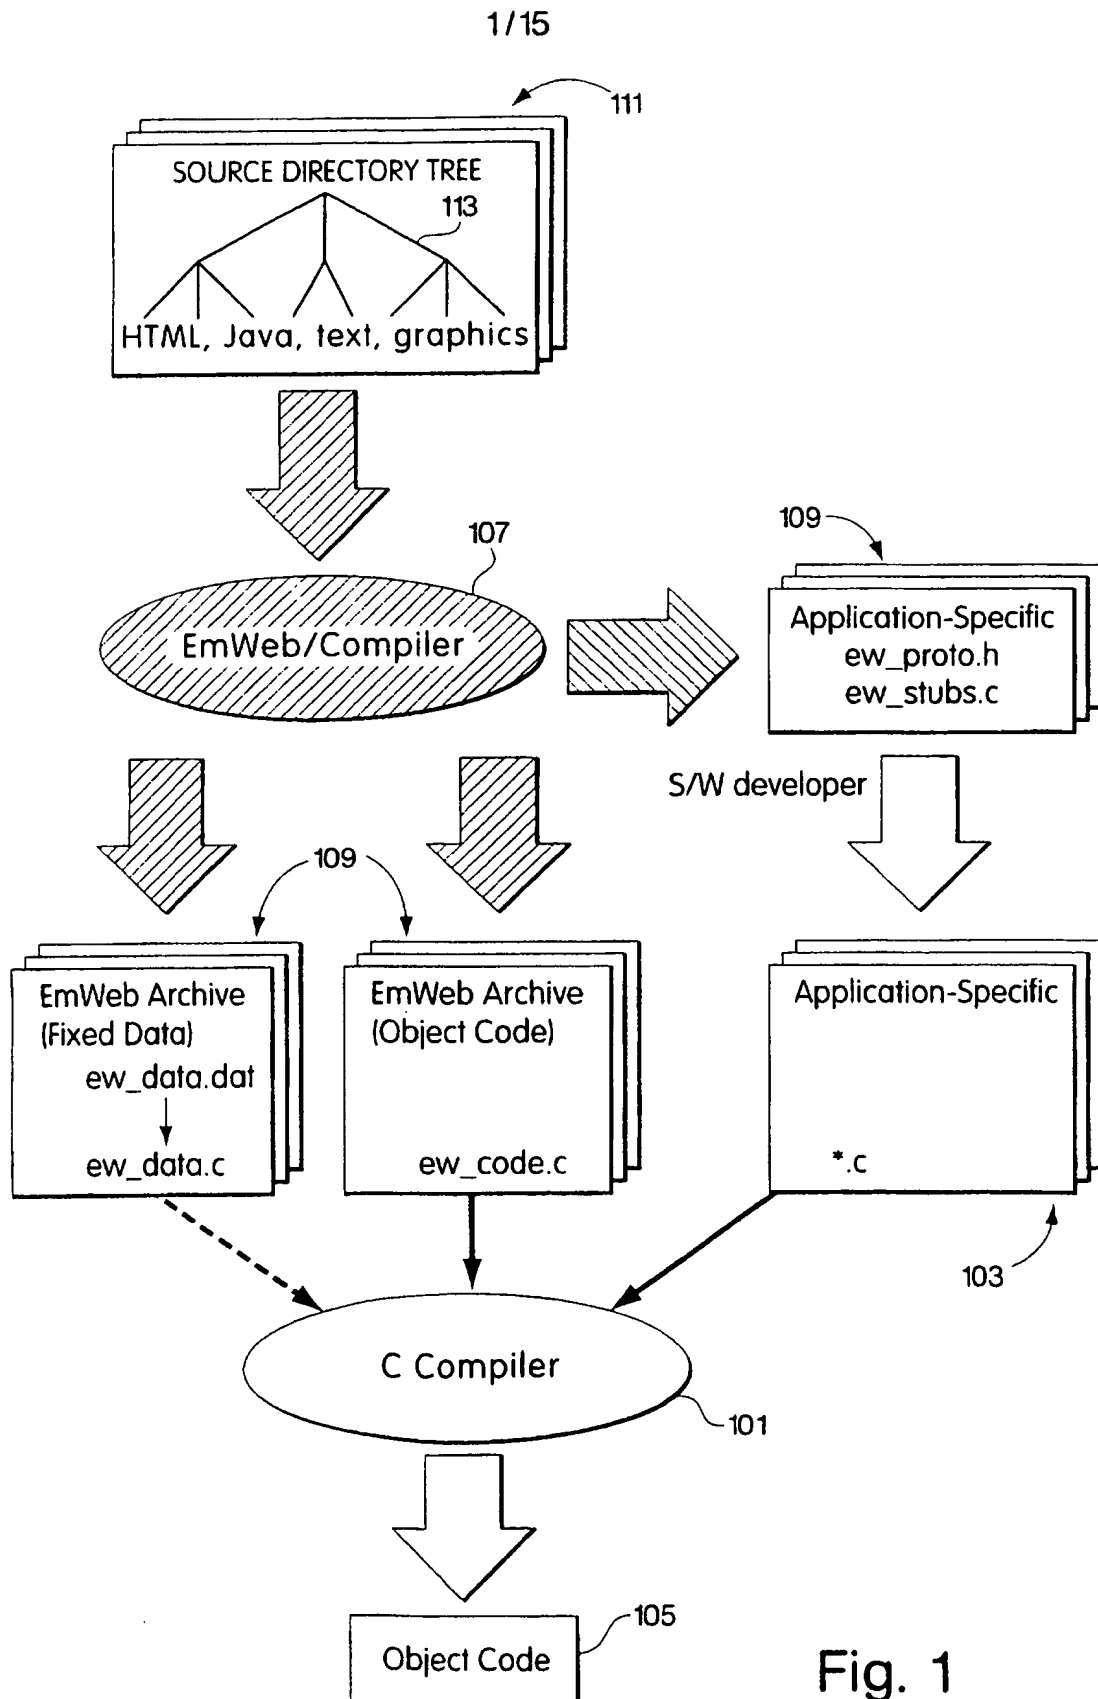 1/15
111
SOURCE DIRECTORY TREE
113
HTML, Java, text, graphics
107
109
EmWeb/Compiler
Application-Specific
ew_proto.h
ew_stubs.c
S/W developer
109
EmWeb Archive
(Fixed Data)
ew_data.dat
ew_data.c
EmWeb Archive
(Object Code)
ew_code.c
Application-Specific
*.c
103
C Compiler
101
105
Object Code
Fig. 1